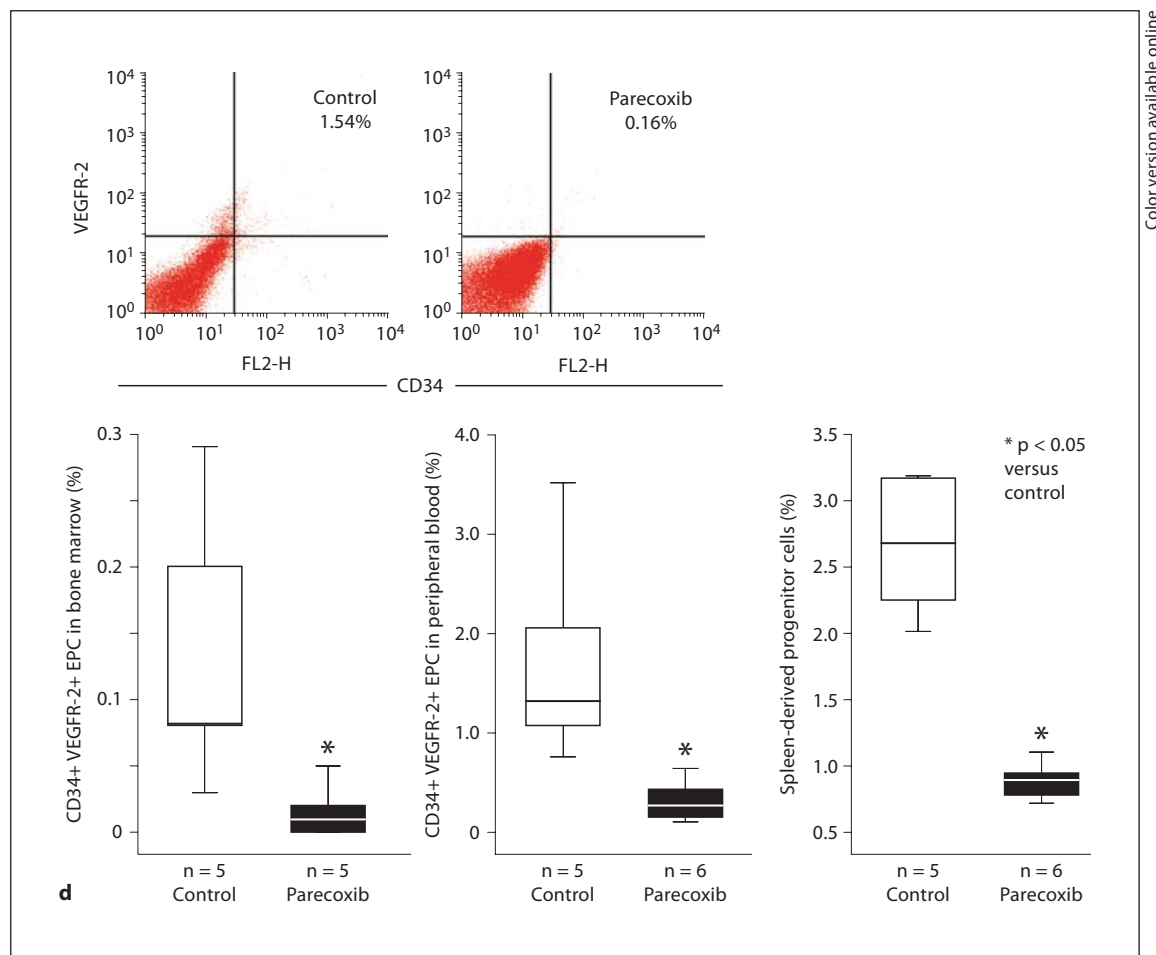 Color version available online
VEGFR-2
10⁴
10³
10²
10¹
10⁰
Control
1.54%
10⁰ 10¹ 10² 10³ 10⁴
FL2-H
Parecoxib
0.16%
10⁴
10³
10²
10¹
10⁰
10⁰ 10¹ 10² 10³ 10⁴
FL2-H
CD34
CD34+ VEGFR-2+ EPC in bone marrow (%)
0.3
0.2
0.1
0
*
n = 5 n = 5
Control Parecoxib
CD34+ VEGFR-2+ EPC in peripheral blood (%)
4.0
3.0
2.0
1.0
0
*
n = 5 n = 6
Control Parecoxib
Spleen-derived progenitor cells (%)
3.5
3.0
2.5
2.0
1.5
1.0
0.5
* p < 0.05
versus
control
*
n = 5 n = 6
Control Parecoxib
d